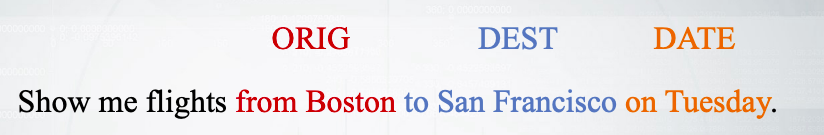 ORIG DEST DATE
Show me flights from Boston to San Francisco on Tuesday.